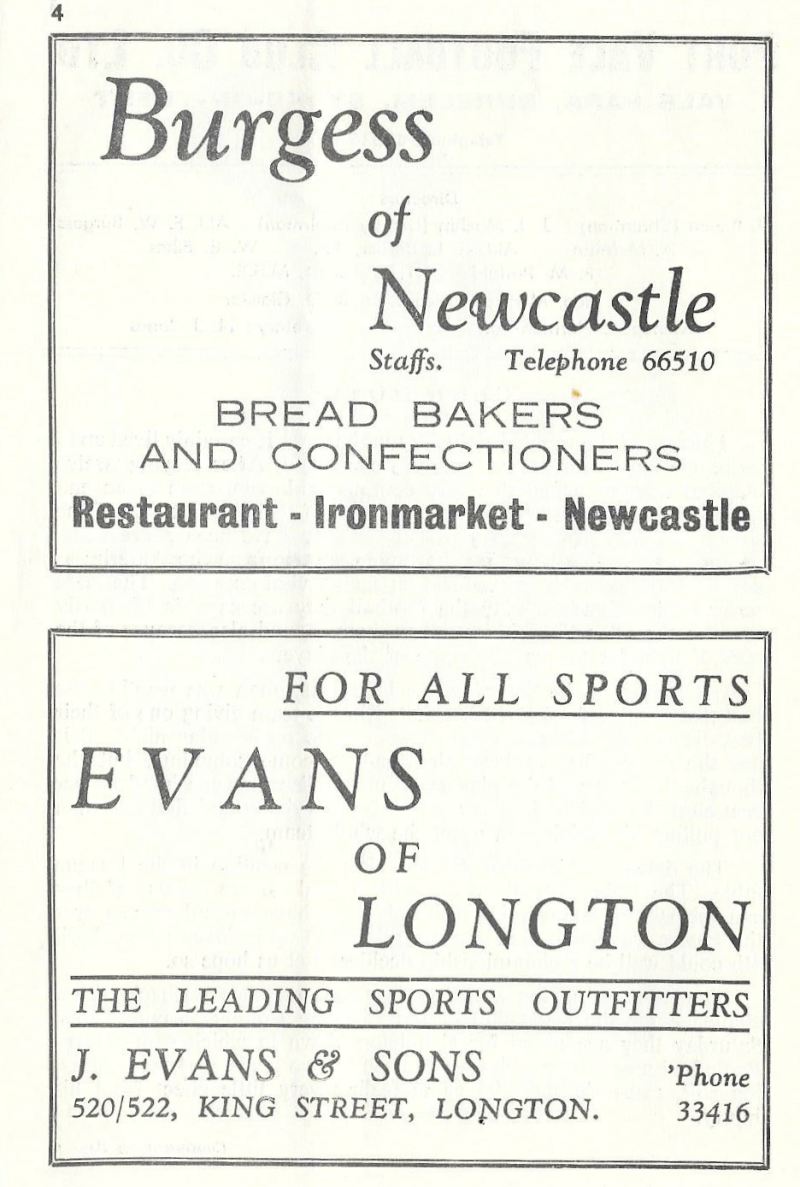 4
Burgess
of
Newcastle
Staffs. Telephone 66510
BREAD BAKERS
AND CONFECTIONERS
Restaurant - Ironmarket - Newcastle
FOR ALL SPORTS
EVANS
OF
LONGTON
THE LEADING SPORTS OUTFITTERS
J. EVANS & SONS 'Phone
520/522, KING STREET, LONGTON. 33416